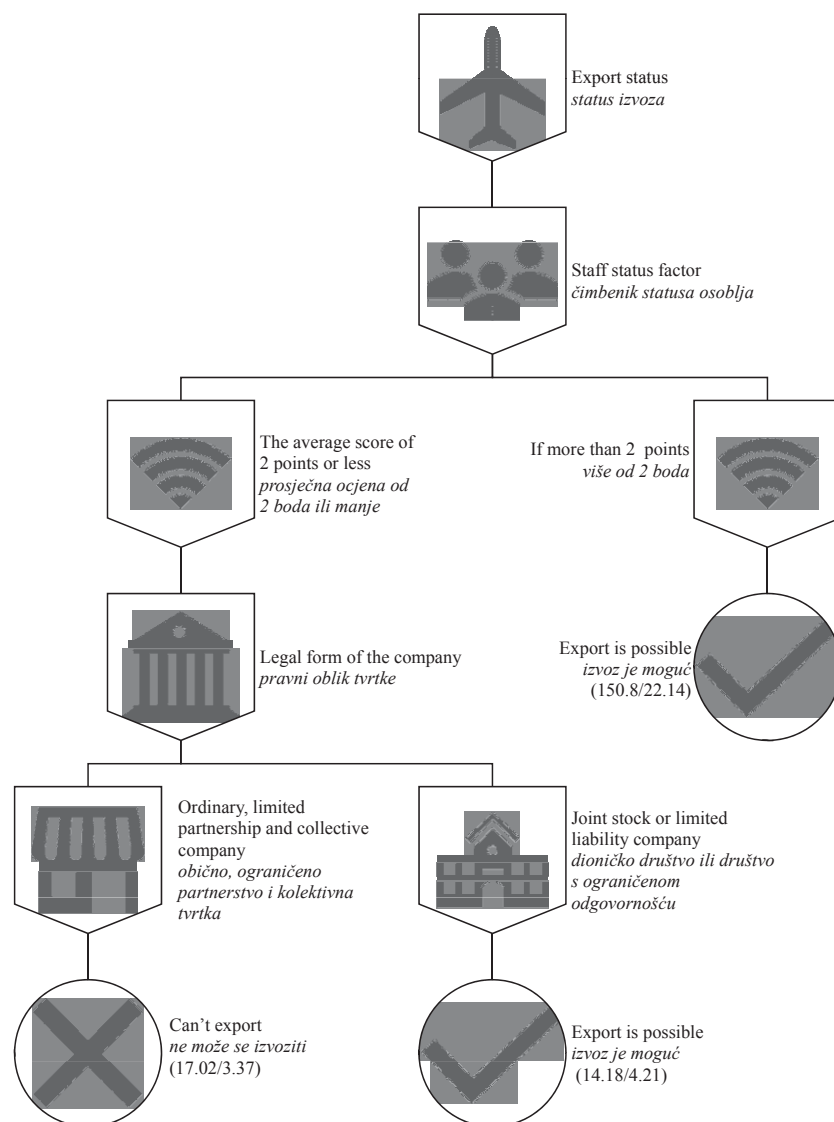 Export status
status izvoza
Staff status factor
čimbenik statusa osoblja
The average score of
2 points or less
prosječna ocjena od
2 boda ili manje
If more than 2 points
više od 2 boda
Legal form of the company
pravni oblik tvrtke
Export is possible
izvoz je moguć
(150.8/22.14)
Ordinary, limited
partnership and collective
company
obično, ograničeno
partnerstvo i kolektivna
tvrtka
Joint stock or limited
liability company
dioničko društvo ili društvo
s ograničenom
odgovornošću
Can’t export
ne može se izvoziti
(17.02/3.37)
Export is possible
izvoz je moguć
(14.18/4.21)